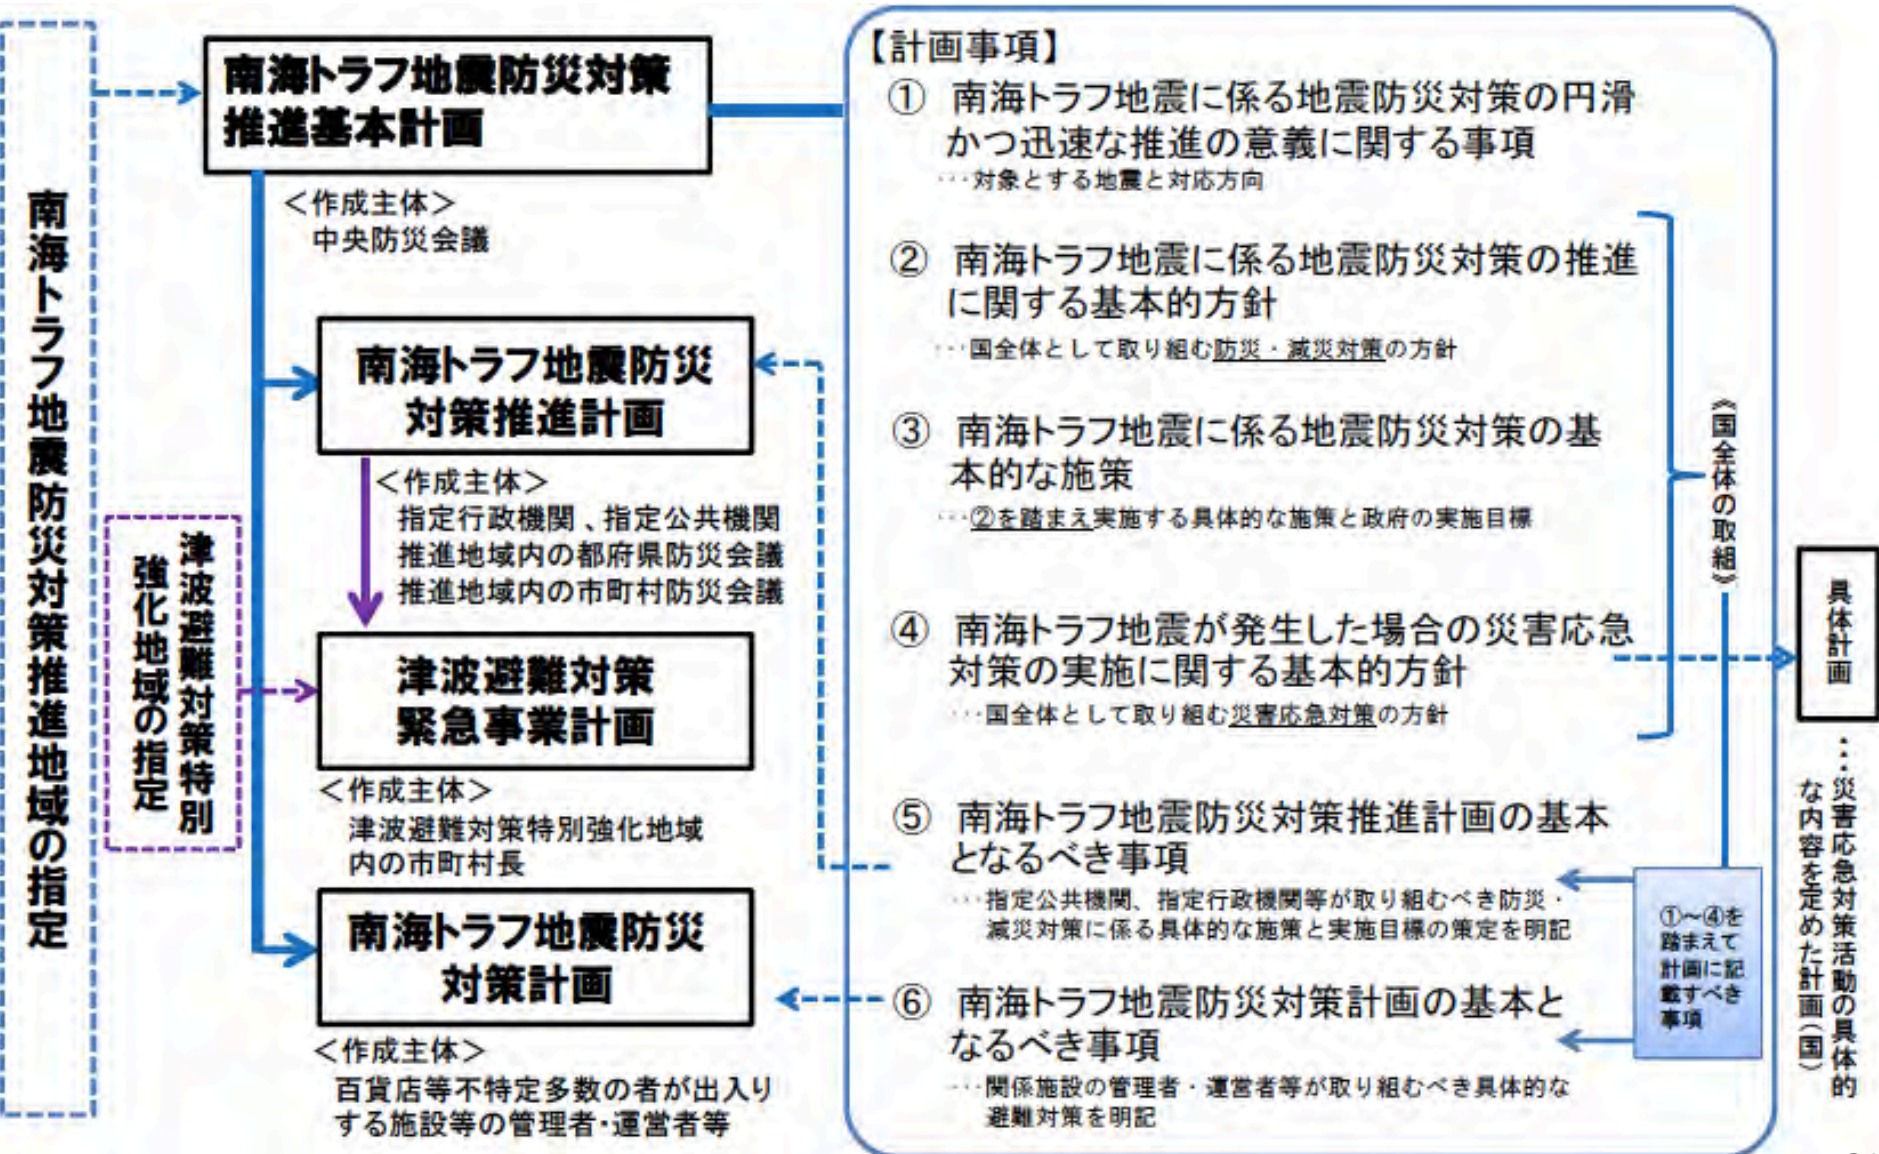 南海トラフ地震防災対策推進地域の指定
南海トラフ地震防災対策
推進基本計画
＜作成主体＞
中央防災会議
南海トラフ地震防災
対策推進計画
＜作成主体＞
指定行政機関、指定公共機関
推進地域内の都府県防災会議
推進地域内の市町村防災会議
津波避難対策特別
強化地域の指定
津波避難対策
緊急事業計画
＜作成主体＞
津波避難対策特別強化地域
内の市町村長
南海トラフ地震防災
対策計画
＜作成主体＞
百貨店等不特定多数の者が出入り
する施設等の管理者・運営者等
【計画事項】
① 南海トラフ地震に係る地震防災対策の円滑
かつ迅速な推進の意義に関する事項
･･･対象とする地震と対応方向
② 南海トラフ地震に係る地震防災対策の推進
に関する基本的方針
･･･国全体として取り組む防災・減災対策の方針
③ 南海トラフ地震に係る地震防災対策の基
本的な施策
･･･②を踏まえ実施する具体的な施策と政府の実施目標
④ 南海トラフ地震が発生した場合の災害応急
対策の実施に関する基本的方針
･･･国全体として取り組む災害応急対策の方針
⑤ 南海トラフ地震防災対策推進計画の基本
となるべき事項
･･･指定公共機関、指定行政機関等が取り組むべき防災・
減災対策に係る具体的な施策と実施目標の策定を明記
⑥ 南海トラフ地震防災対策計画の基本と
なるべき事項
･･･関係施設の管理者・運営者等が取り組むべき具体的な
避難対策を明記
《国全体の取組》
①～④を
踏まえて
計画に記
載すべき
事項
具体計画
･･･災害応急対策活動の具体的
な内容を定めた計画（国）